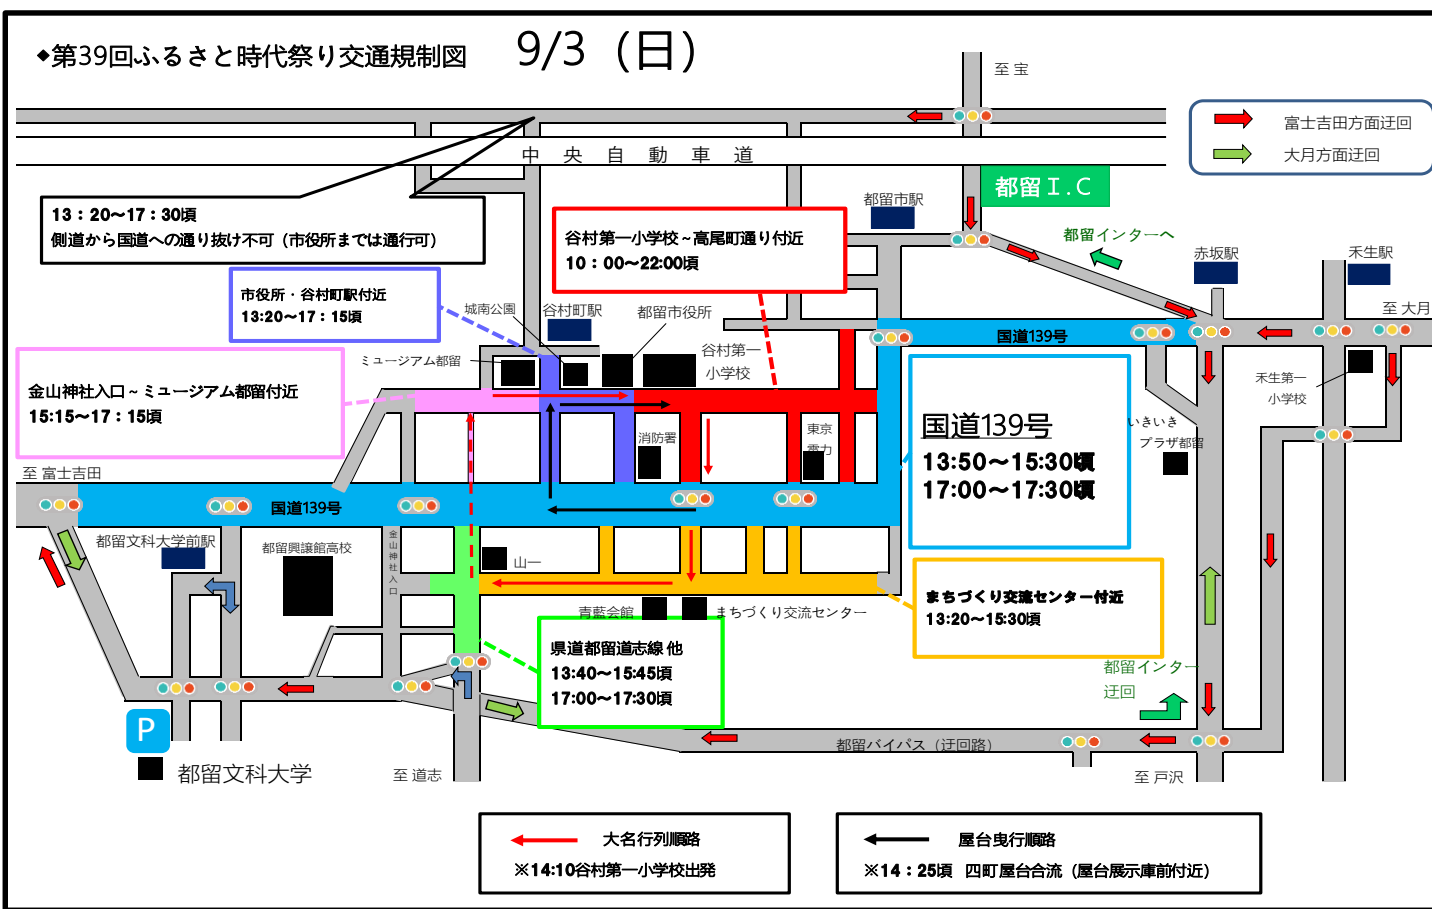 ◆第39回ふるさと時代祭り交通規制図
9/3（日）
至 宝
富士吉田方面迂回
大月方面迂回
中央自動車道
都留Ｉ.Ｃ
都留市駅
13：20～17：30頃
側道から国道への通り抜け不可（市役所までは通行可）
谷村第一小学校～高尾町通り付近
10：00～22:00頃
都留インターへ
赤坂駅
禾生駅
至 大月
市役所・谷村町駅付近
13:20～17：15頃
城南公園
谷村町駅
都留市役所
国道139号
ミュージアム都留
谷村第一
小学校
禾生第一
小学校
金山神社入口～ミュージアム都留付近
15:15～17：15頃
国道139号
13:50～15:30頃
17:00～17:30頃
消防署
東京
電力
いきいき
プラザ都留
至 富士吉田
国道139号
都留文科大学前駅
都留興譲館高校
金山神社入口
山一
青藍会館
まちづくり交流センター
まちづくり交流センター付近
13:20～15:30頃
県道都留道志線 他
13:40～15:45頃
17:00～17:30頃
都留インター
迂回
P
都留文科大学
至 道志
都留バイパス（迂回路）
至 戸沢
大名行列順路
※14:10谷村第一小学校出発
屋台曳行順路
※14：25頃 四町屋台合流（屋台展示庫前付近）